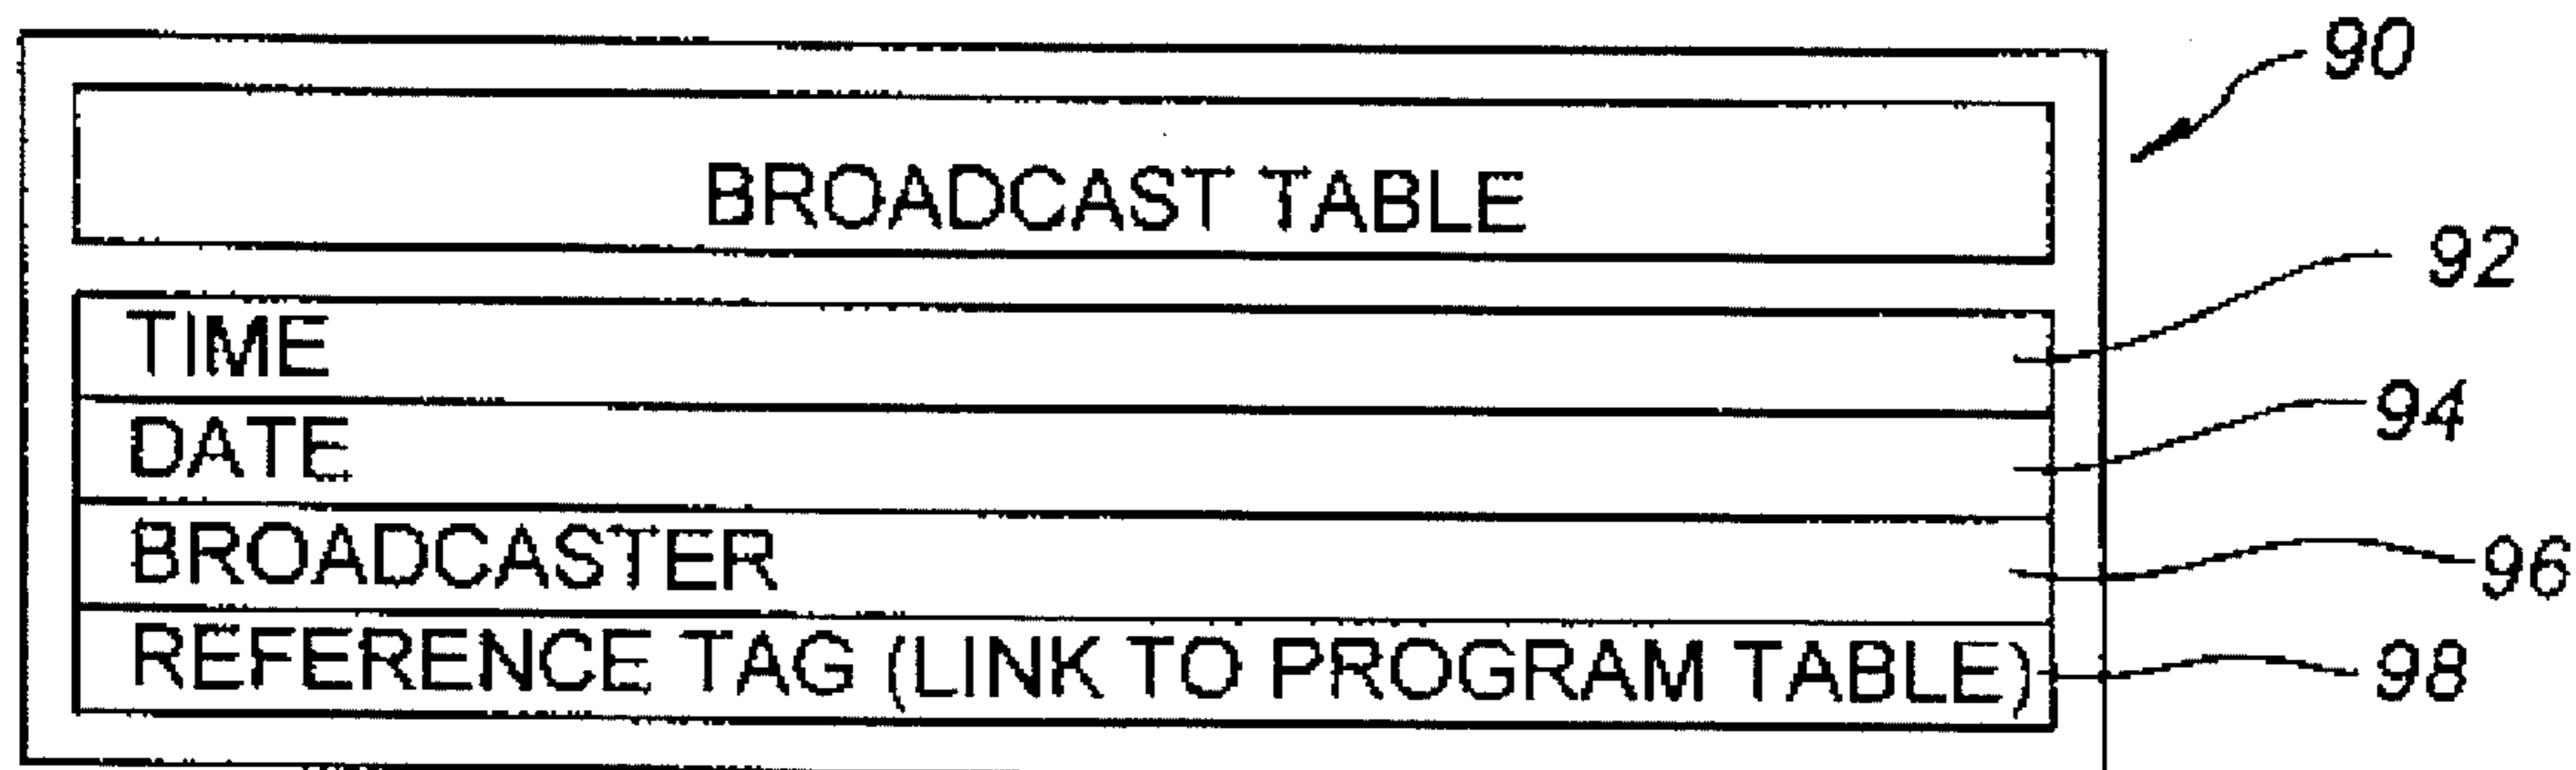 90
BROADCAST TABLE
92
TIME
94
DATE
BROADCASTER
96
REFERENCE TAG (LINK TO PROGRAM TABLE)
98